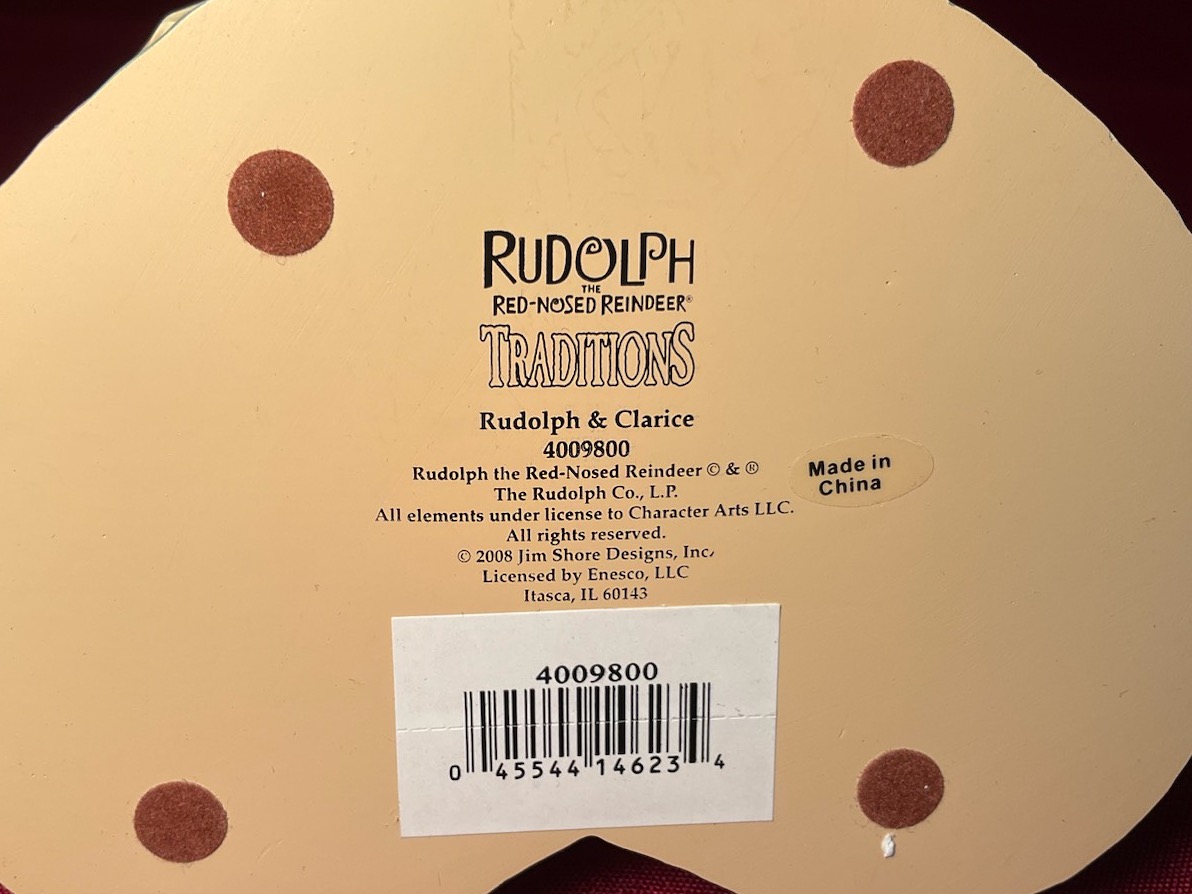 RUDOLPH
THE
RED-NOSED REINDEER®
TRADITIONS
Rudolph & Clarice
4009800
Rudolph the Red-Nosed Reindeer © & ®
The Rudolph Co., L.P.
All elements under license to Character Arts LLC.
All rights reserved.
© 2008 Jim Shore Designs, Inc.
Licensed by Enesco, LLC
Itasca, IL 60143
Made in
China
4009800
0 45544 14623 4